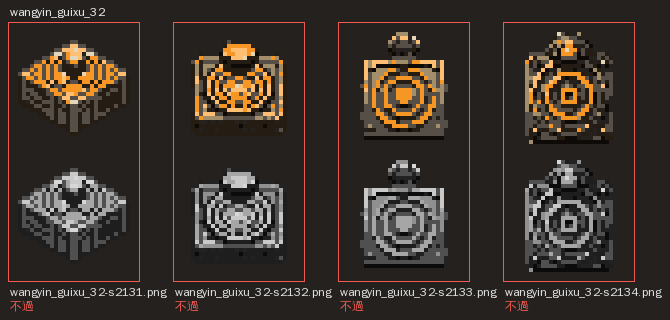 wangyin_guixu_32
wangyin_guixu_32-s2131.png
不過
wangyin_guixu_32-s2132.png
不過
wangyin_guixu_32-s2133.png
不過
wangyin_guixu_32-s2134.png
不過